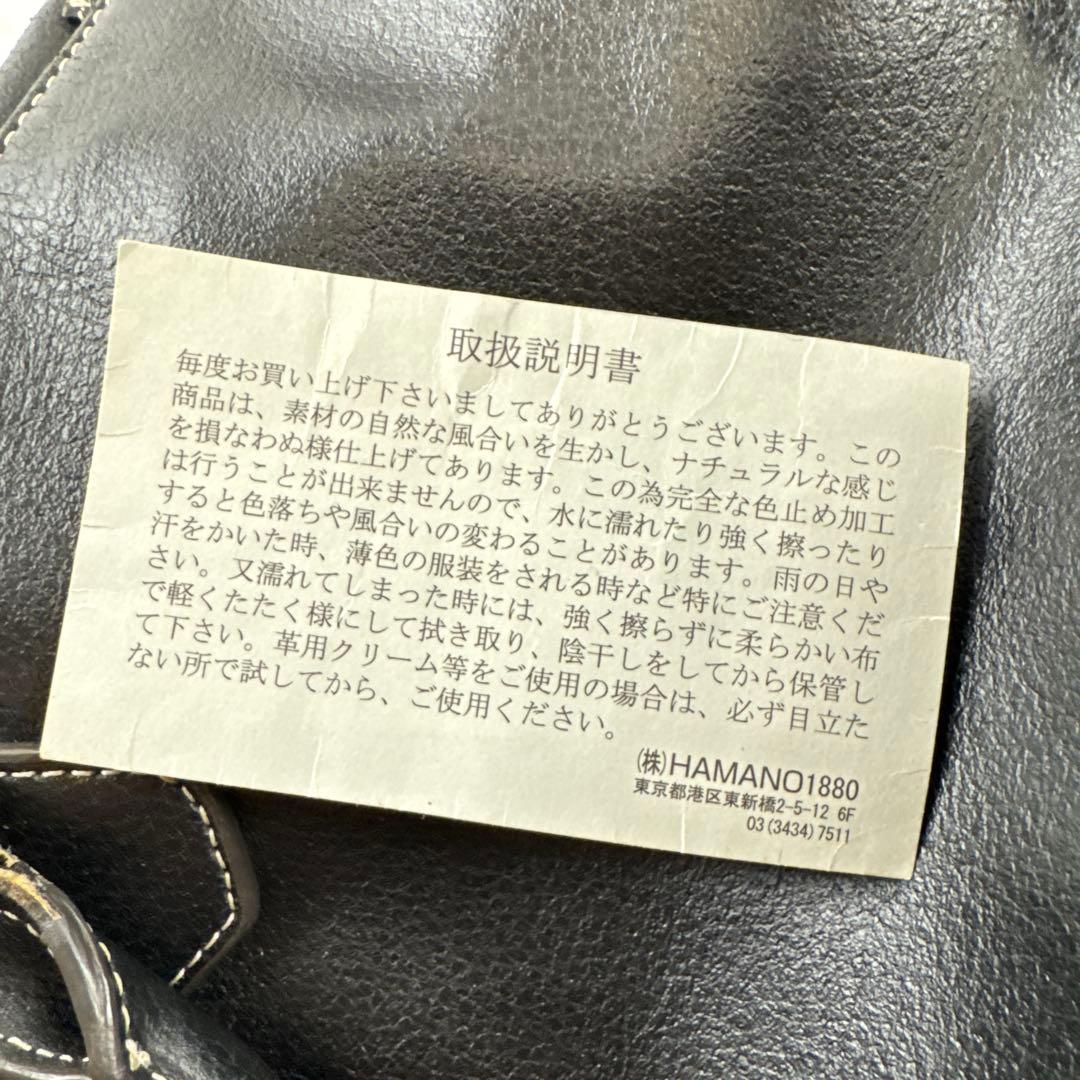 取扱説明書
毎度お買い上げ下さいましてありがとうございます。この
商品は、素材の自然な風合いを生かし、ナチュラルな感じ
を損なわぬ様仕上げてあります。この為完全な色止め加工
は行うことが出来ませんので、水に濡れたり強く擦ったり
すると色落ちや風合いの変わることがあります。雨の日や
汗をかいた時、薄色の服装をされる時など特にご注意くだ
さい。又濡れてしまった時には、強く擦らずに柔らかい布
で軽くたたく様にして拭き取り、陰干しをしてから保管し
て下さい。革用クリーム等をご使用の場合は、必ず目立た
ない所で試してから、ご使用ください。
(株)HAMANO1880
東京都港区東新橋2-5-12 6F
03(3434)7511